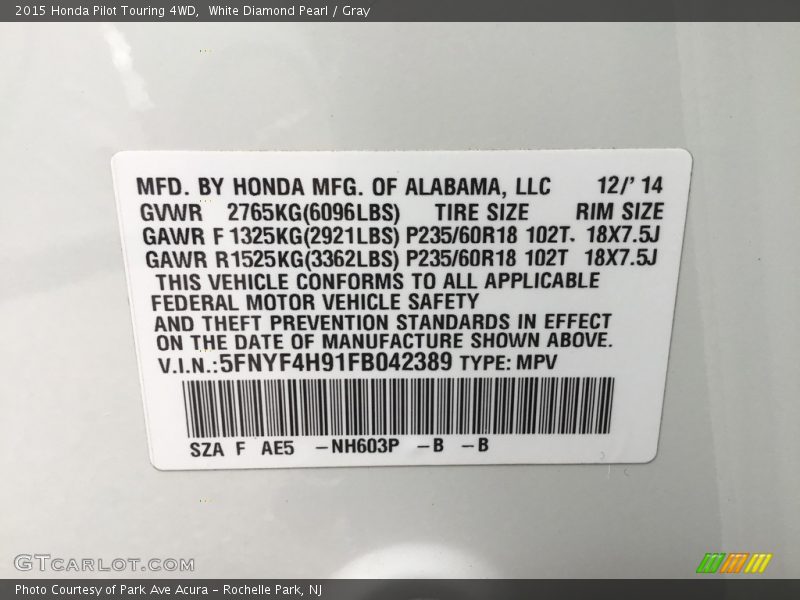 2015 Honda Pilot Touring 4WD,  White Diamond Pearl / Gray
MFD. BY HONDA MFG. OF ALABAMA, LLC 12/' 14
GVWR 2765KG(6096LBS) TIRE SIZE RIM SIZE
GAWR F 1325KG(2921LBS) P235/60R18 102T. 18X7.5J
GAWR R1525KG(3362LBS) P235/60R18 102T 18X7.5J
THIS VEHICLE CONFORMS TO ALL APPLICABLE
FEDERAL MOTOR VEHICLE SAFETY
AND THEFT PREVENTION STANDARDS IN EFFECT
ON THE DATE OF MANUFACTURE SHOWN ABOVE.
V.I.N.:5FNYF4H91FB042389 TYPE: MPV
SZA F AE5 –NH603P –B –B
GTCARLOT.COM
Photo Courtesy of Park Ave Acura – Rochelle Park, NJ